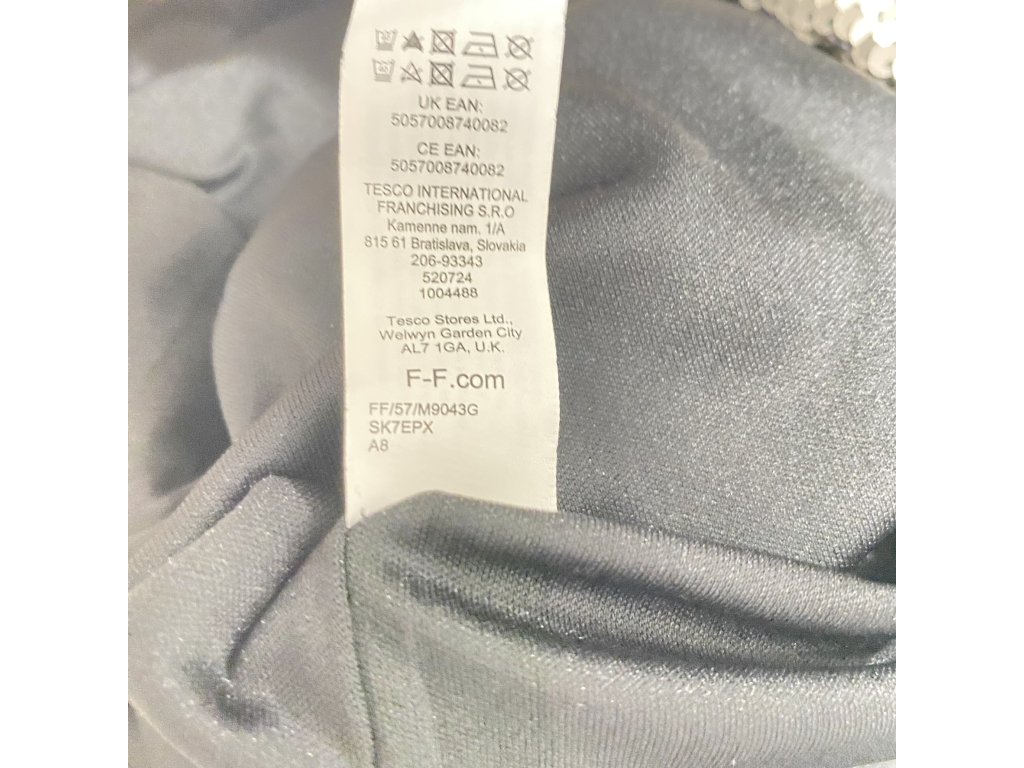 UK EAN:
5057008740082
CE EAN:
5057008740082
TESCO INTERNATIONAL
FRANCHISING S.R.O
Kamenne nam. 1/A
815 61 Bratislava, Slovakia
206-93343
520724
1004488
Tesco Stores Ltd.,
Welwyn Garden City
AL7 1GA, U.K.
F-F.com
FF/57/M9043G
SK7EPX
A8